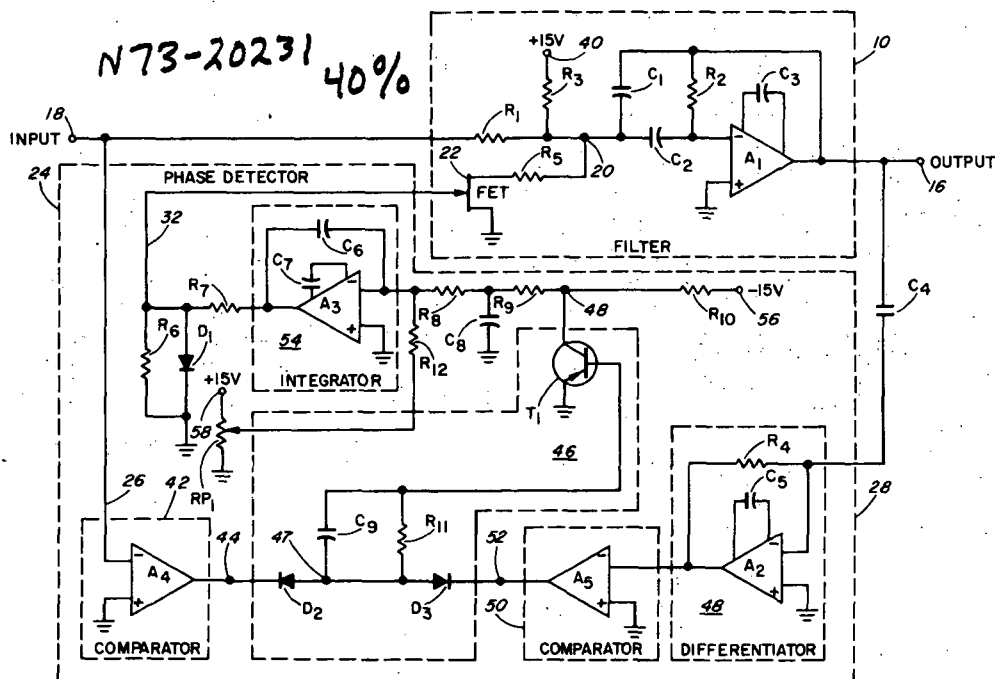 N73-20231
40%
+15V
40
10
R3
C1
R2
C3
18
INPUT
R1
R5
20
C2
A1
OUTPUT
16
24
PHASE DETECTOR
22
FET
FILTER
32
C6
C7
A3
R7
R8
R9
48
R10
-15V
56
C4
R6
D1
54
C8
R12
INTEGRATOR
+15V
58
RP1
T1
46
R4
C5
28
26
42
C9
R11
44
47
52
A4
D2
D3
A5
50
A2
48
COMPARATOR
COMPARATOR
DIFFERENTIATOR